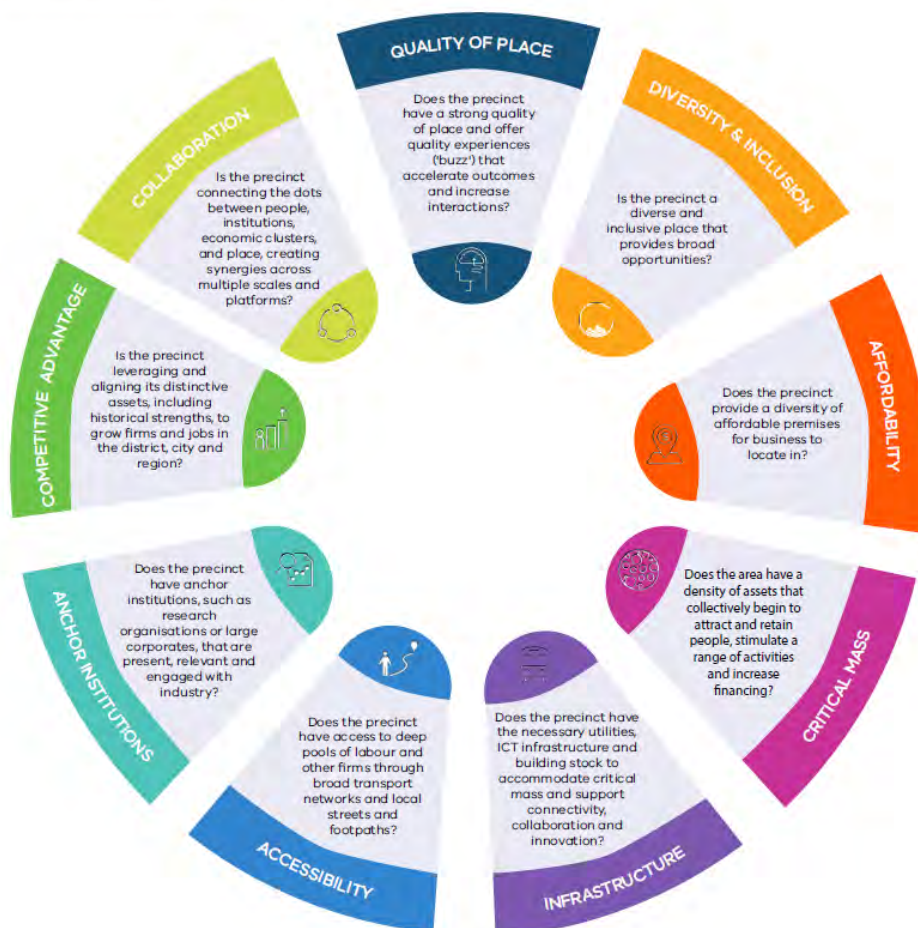 QUALITY OF PLACE
Does the precinct
have a strong quality
of place and offer
quality experiences
('buzz') that
accelerate outcomes
and increase
interactions?
DIVERSITY & INCLUSION
Is the precinct a
diverse and
inclusive place that
provides broad
opportunities?
AFFORDABILITY
Does the precinct
provide a diversity of
affordable premises
for business to
locate in?
CRITICAL MASS
Does the area have a
density of assets that
collectively begin to
attract and retain
people, stimulate a
range of activities
and increase
financing?
INFRASTRUCTURE
Does the precinct have
the necessary utilities,
ICT infrastructure and
building stock to
accommodate critical
mass and support
connectivity,
collaboration and
innovation?
ACCESSIBILITY
Does the precinct
have access to deep
pools of labour and
other firms through
broad transport
networks and local
streets and
footpaths?
ANCHOR INSTITUTIONS
Does the precinct
have anchor
institutions, such as
research
organisations or large
corporates, that are
present, relevant and
engaged with
industry?
COMPETITIVE ADVANTAGE
Is the precinct
leveraging and
aligning its distinctive
assets, including
historical strengths, to
grow firms and jobs in
the district, city and
region?
COLLABORATION
Is the precinct
connecting the dots
between people,
institutions,
economic clusters,
and place, creating
synergies across
multiple scales and
platforms?